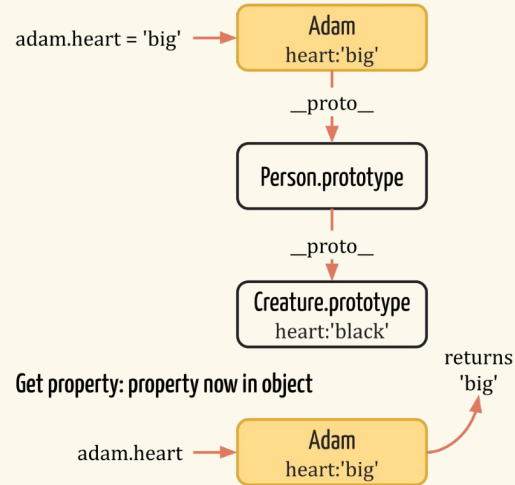 adam.heart = 'big'
Adam
heart:'big'
__proto__
Person.prototype
__proto__
Creature.prototype
heart:'black'
Get property: property now in object
returns
'big'
adam.heart
Adam
heart:'big'